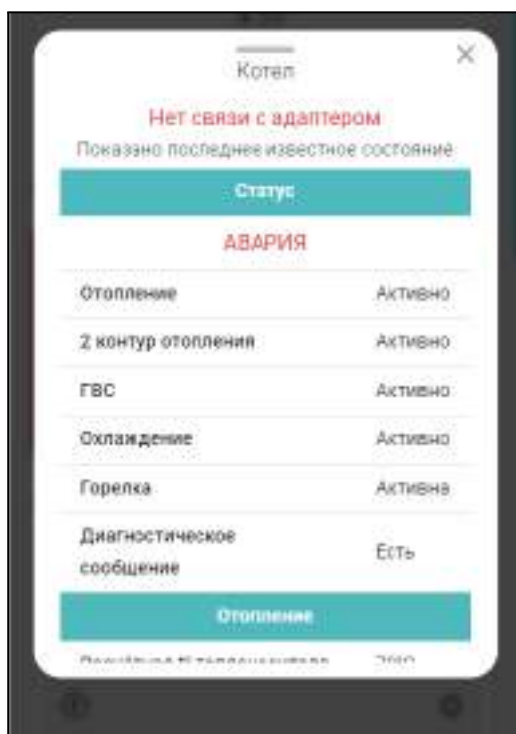 Котел
Нет связи с адаптером
Показано последнее известное состояние
Статус
АВАРИЯ
Отопление Активно
2 контур отопления Активно
ГВС Активно
Охлаждение Активно
Горелка Активна
Диагностическое
сообщение Есть
Отопление